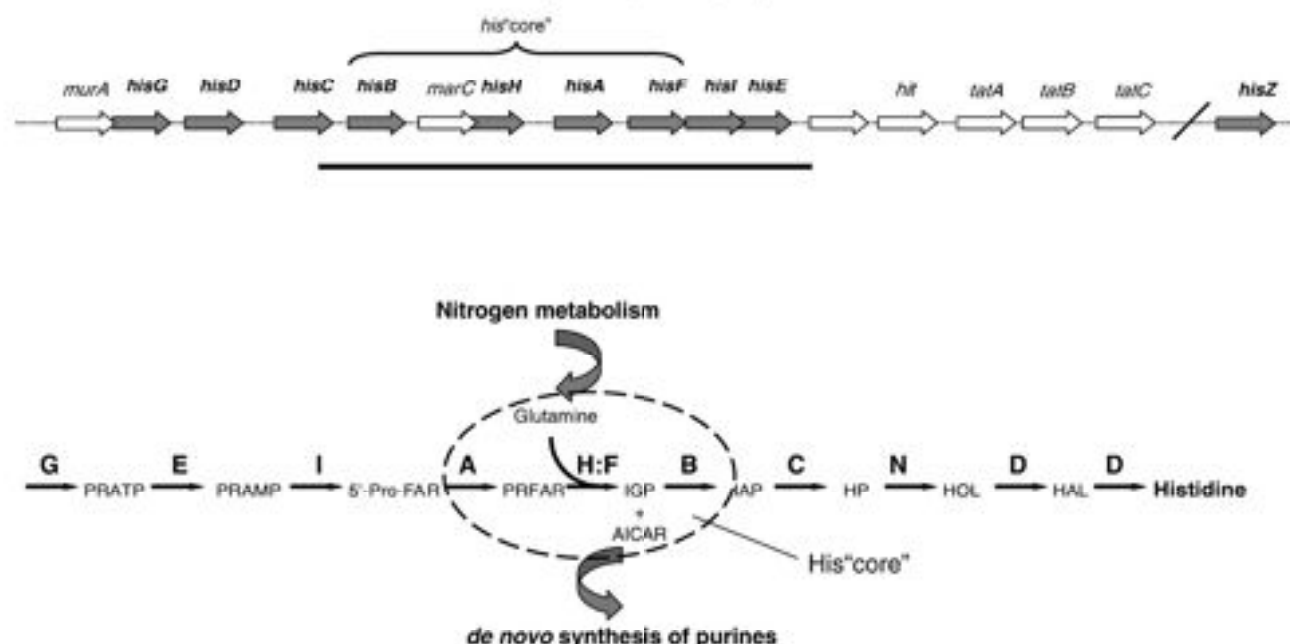 his"core"
murA hisG hisD hisC hisB marC hisH hisA hisF hisI hisE hit tatA tatB tatC hisZ
Nitrogen metabolism
Glutamine
G E I A H:F B C N D D
PRATP PRAMP 5'-Pro-FAR PRFAR IGP IAP HP HOL HAL Histidine
+
AICAR
His"core"
de novo synthesis of purines